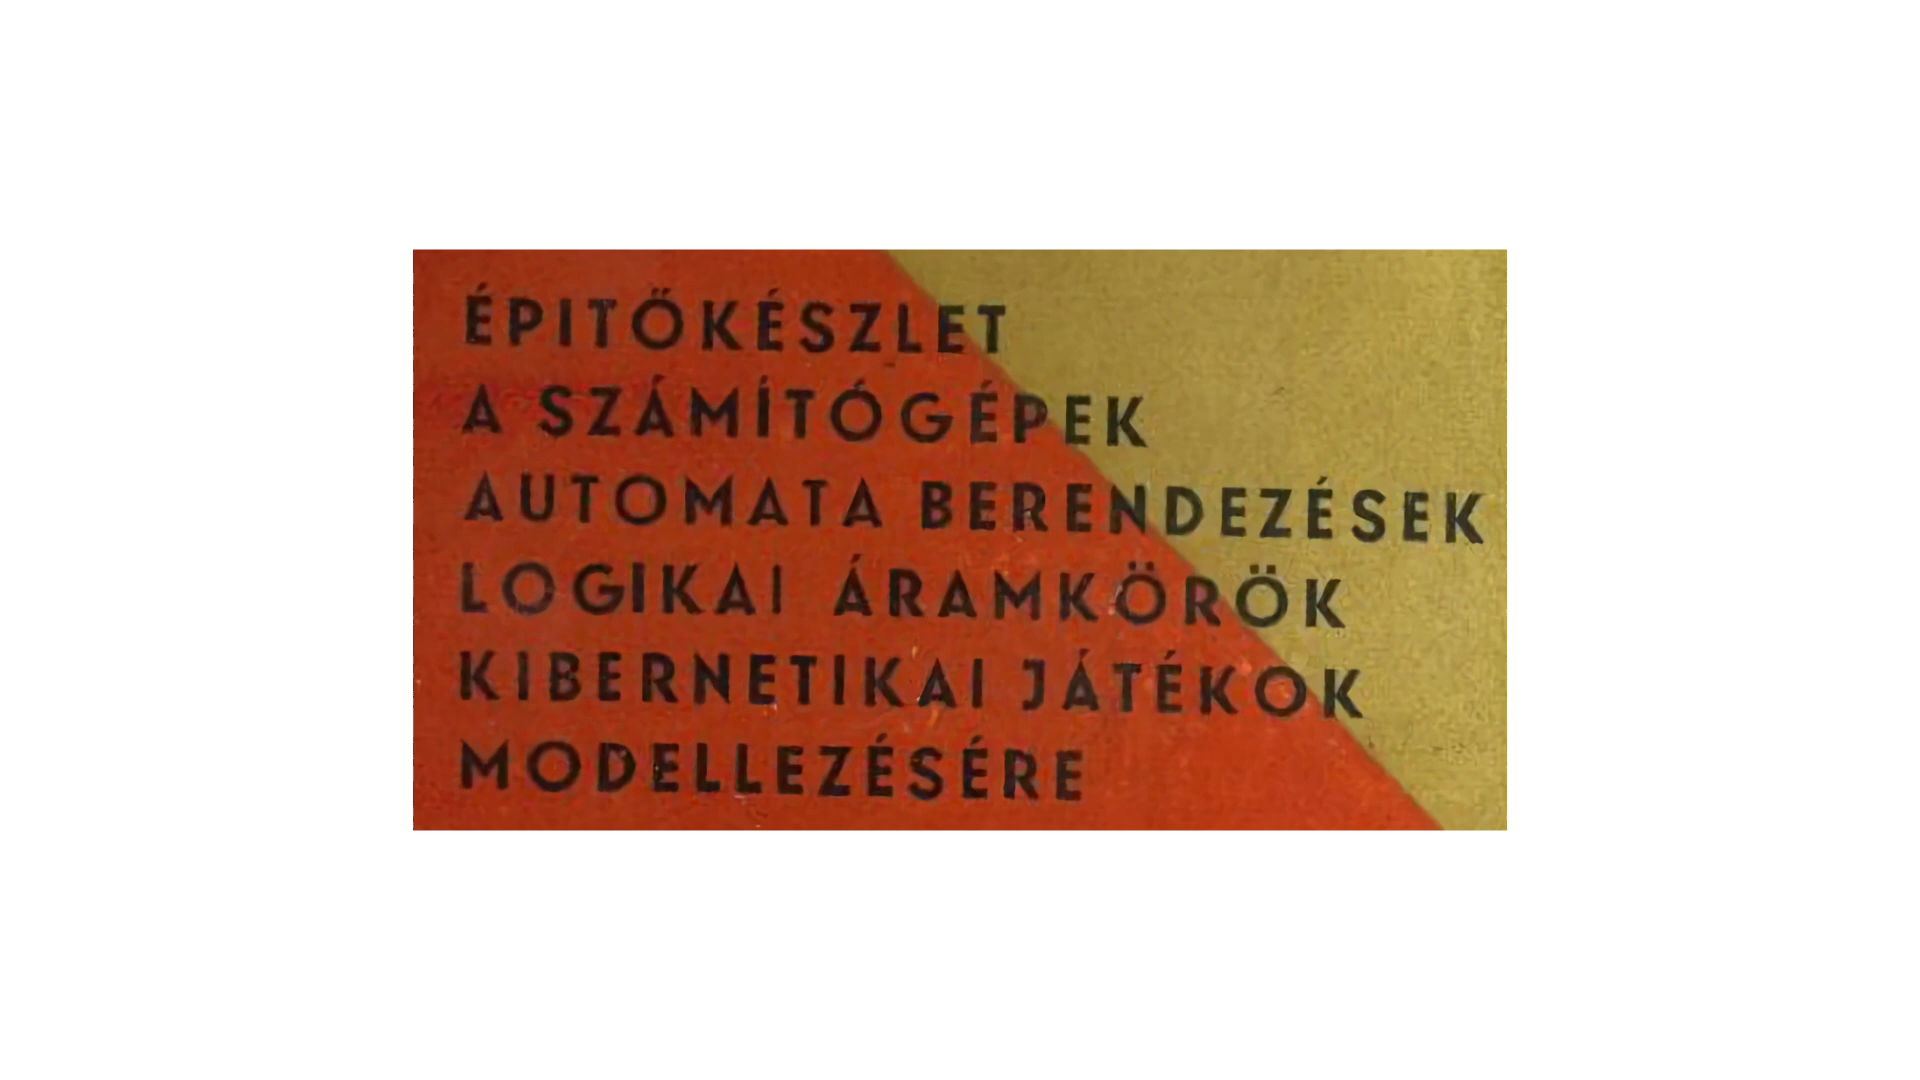 ÉPITŐKÉSZLET
A SZÁMÍTÓGÉPEK
AUTOMATA BERENDEZÉSEK
LOGIKAI ÁRAMKÖRÖK
KIBERNETIKAI JÁTÉKOK
MODELLEZÉSÉRE